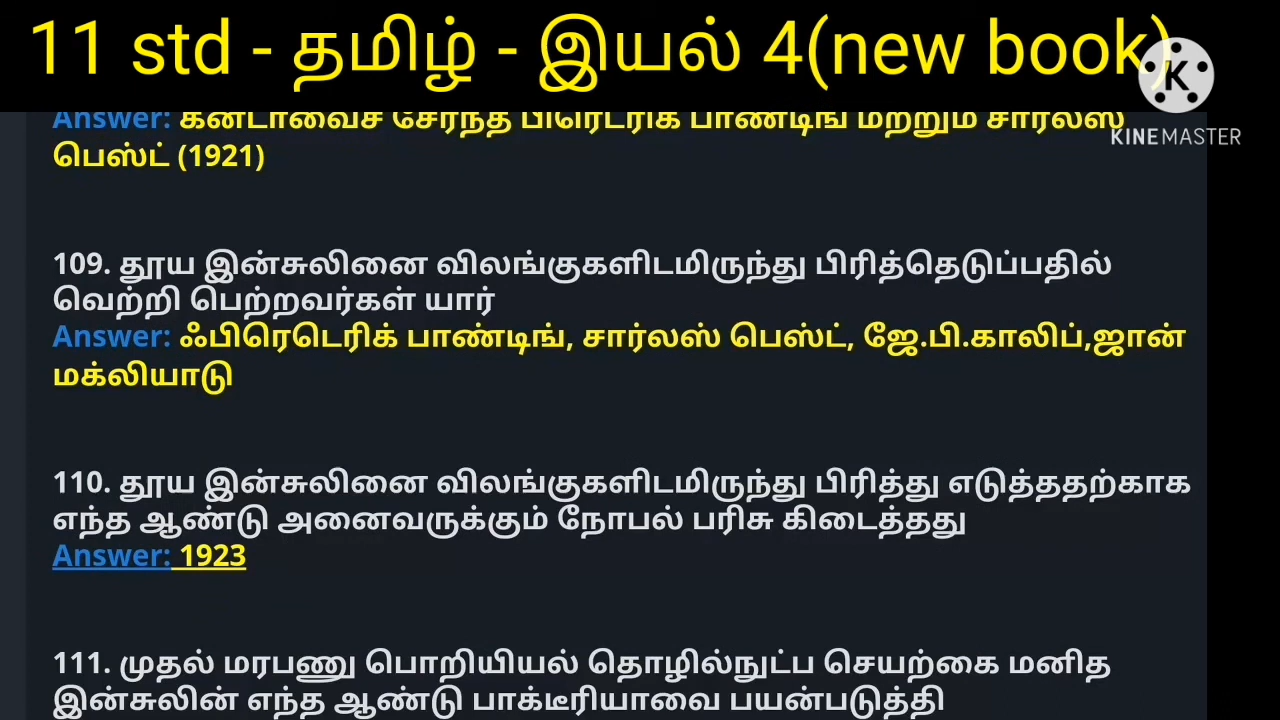 11 std - தமிழ் - இயல் 4(new book)
K
KINEMASTER
Answer: கனடாவைச் சேர்ந்த பிரெட்ரிக் பாண்டிங் மற்றும் சார்லஸ்
பெஸ்ட் (1921)
109. தூய இன்சுலினை விலங்குகளிடமிருந்து பிரித்தெடுப்பதில்
வெற்றி பெற்றவர்கள் யார்
Answer: ஃபிரெடெரிக் பாண்டிங், சார்லஸ் பெஸ்ட், ஜே.பி.காலிப்,ஜான்
மக்லியாடு
110. தூய இன்சுலினை விலங்குகளிடமிருந்து பிரித்து எடுத்ததற்காக
எந்த ஆண்டு அனைவருக்கும் நோபல் பரிசு கிடைத்தது
Answer: 1923
111. முதல் மரபணு பொறியியல் தொழில்நுட்ப செயற்கை மனித
இன்சுலின் எந்த ஆண்டு பாக்டீரியாவை பயன்படுத்தி